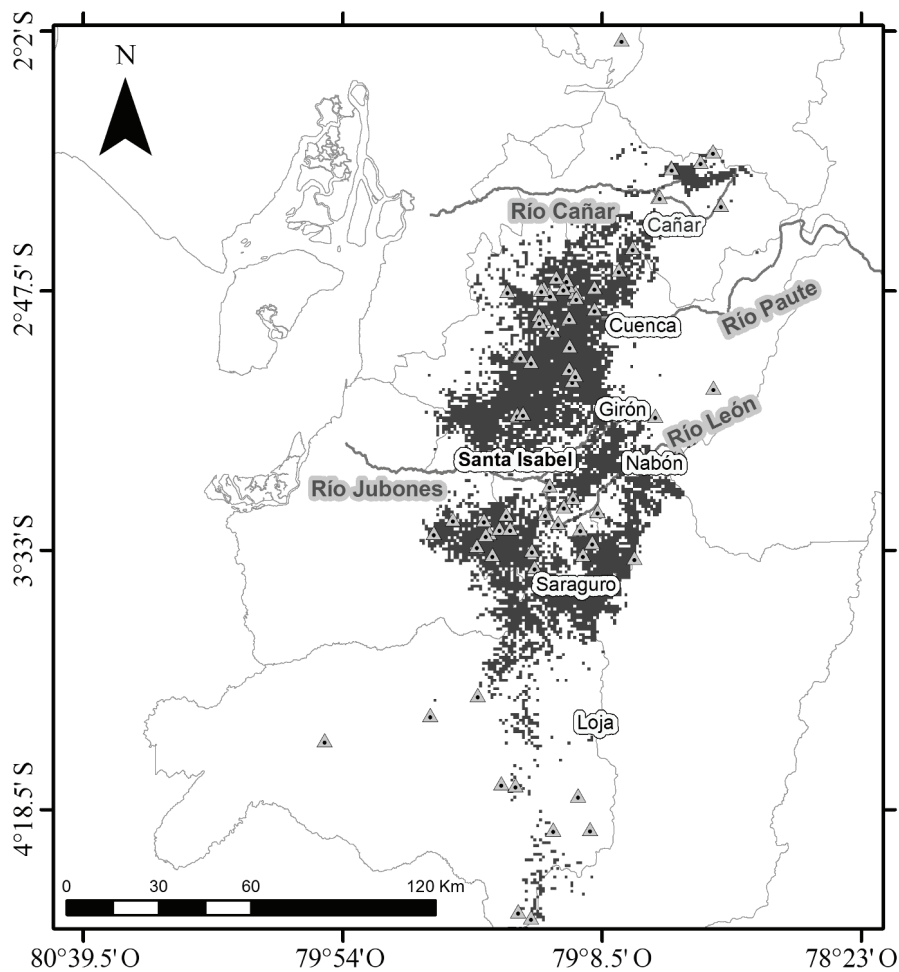 2°2' S
N
Río Cañar
Cañar
2°47.5' S
Río Paute
Cuenca
Girón
Río León
Santa Isabel
Nabón
Río Jubones
3°33' S
Saraguro
Loja
4°18.5' S
0 30 60 120 Km
80°39.5' O 79°54' O 79°8.5' O 78°23' O